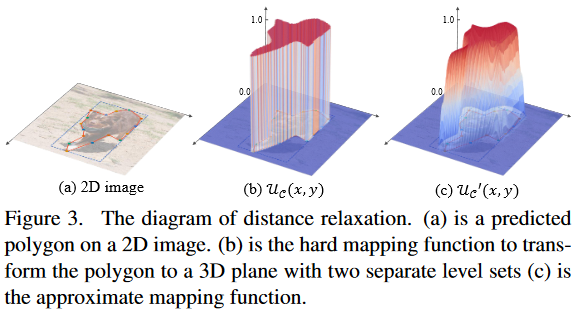 1.0
1.0
0.0
0.0
(a) 2D image
(b) 𝒰𝒞(x, y)
(c) 𝒰𝒞′(x, y)
Figure 3. The diagram of distance relaxation. (a) is a predicted
polygon on a 2D image. (b) is the hard mapping function to trans-
form the polygon to a 3D plane with two separate level sets (c) is
the approximate mapping function.